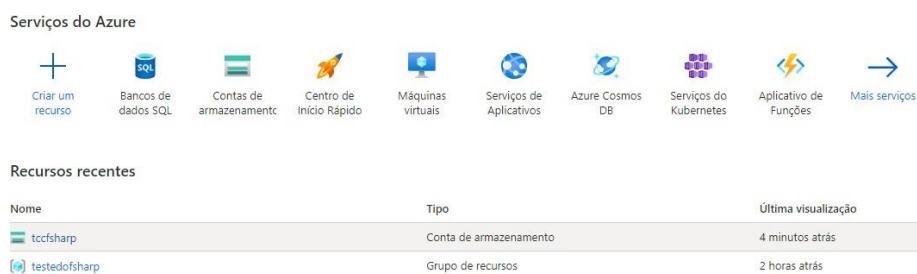 Serviços do Azure
SQL
Criar um recurso
Bancos de dados SQL
Contas de armazenamentc
Centro de Início Rápido
Máquinas virtuais
Serviços de Aplicativos
Azure Cosmos DB
Serviços do Kubernetes
Aplicativo de Funções
Mais serviços
Recursos recentes
Nome Tipo Última visualização
tccfsharp Conta de armazenamento 4 minutos atrás
testedofsharp Grupo de recursos 2 horas atrás